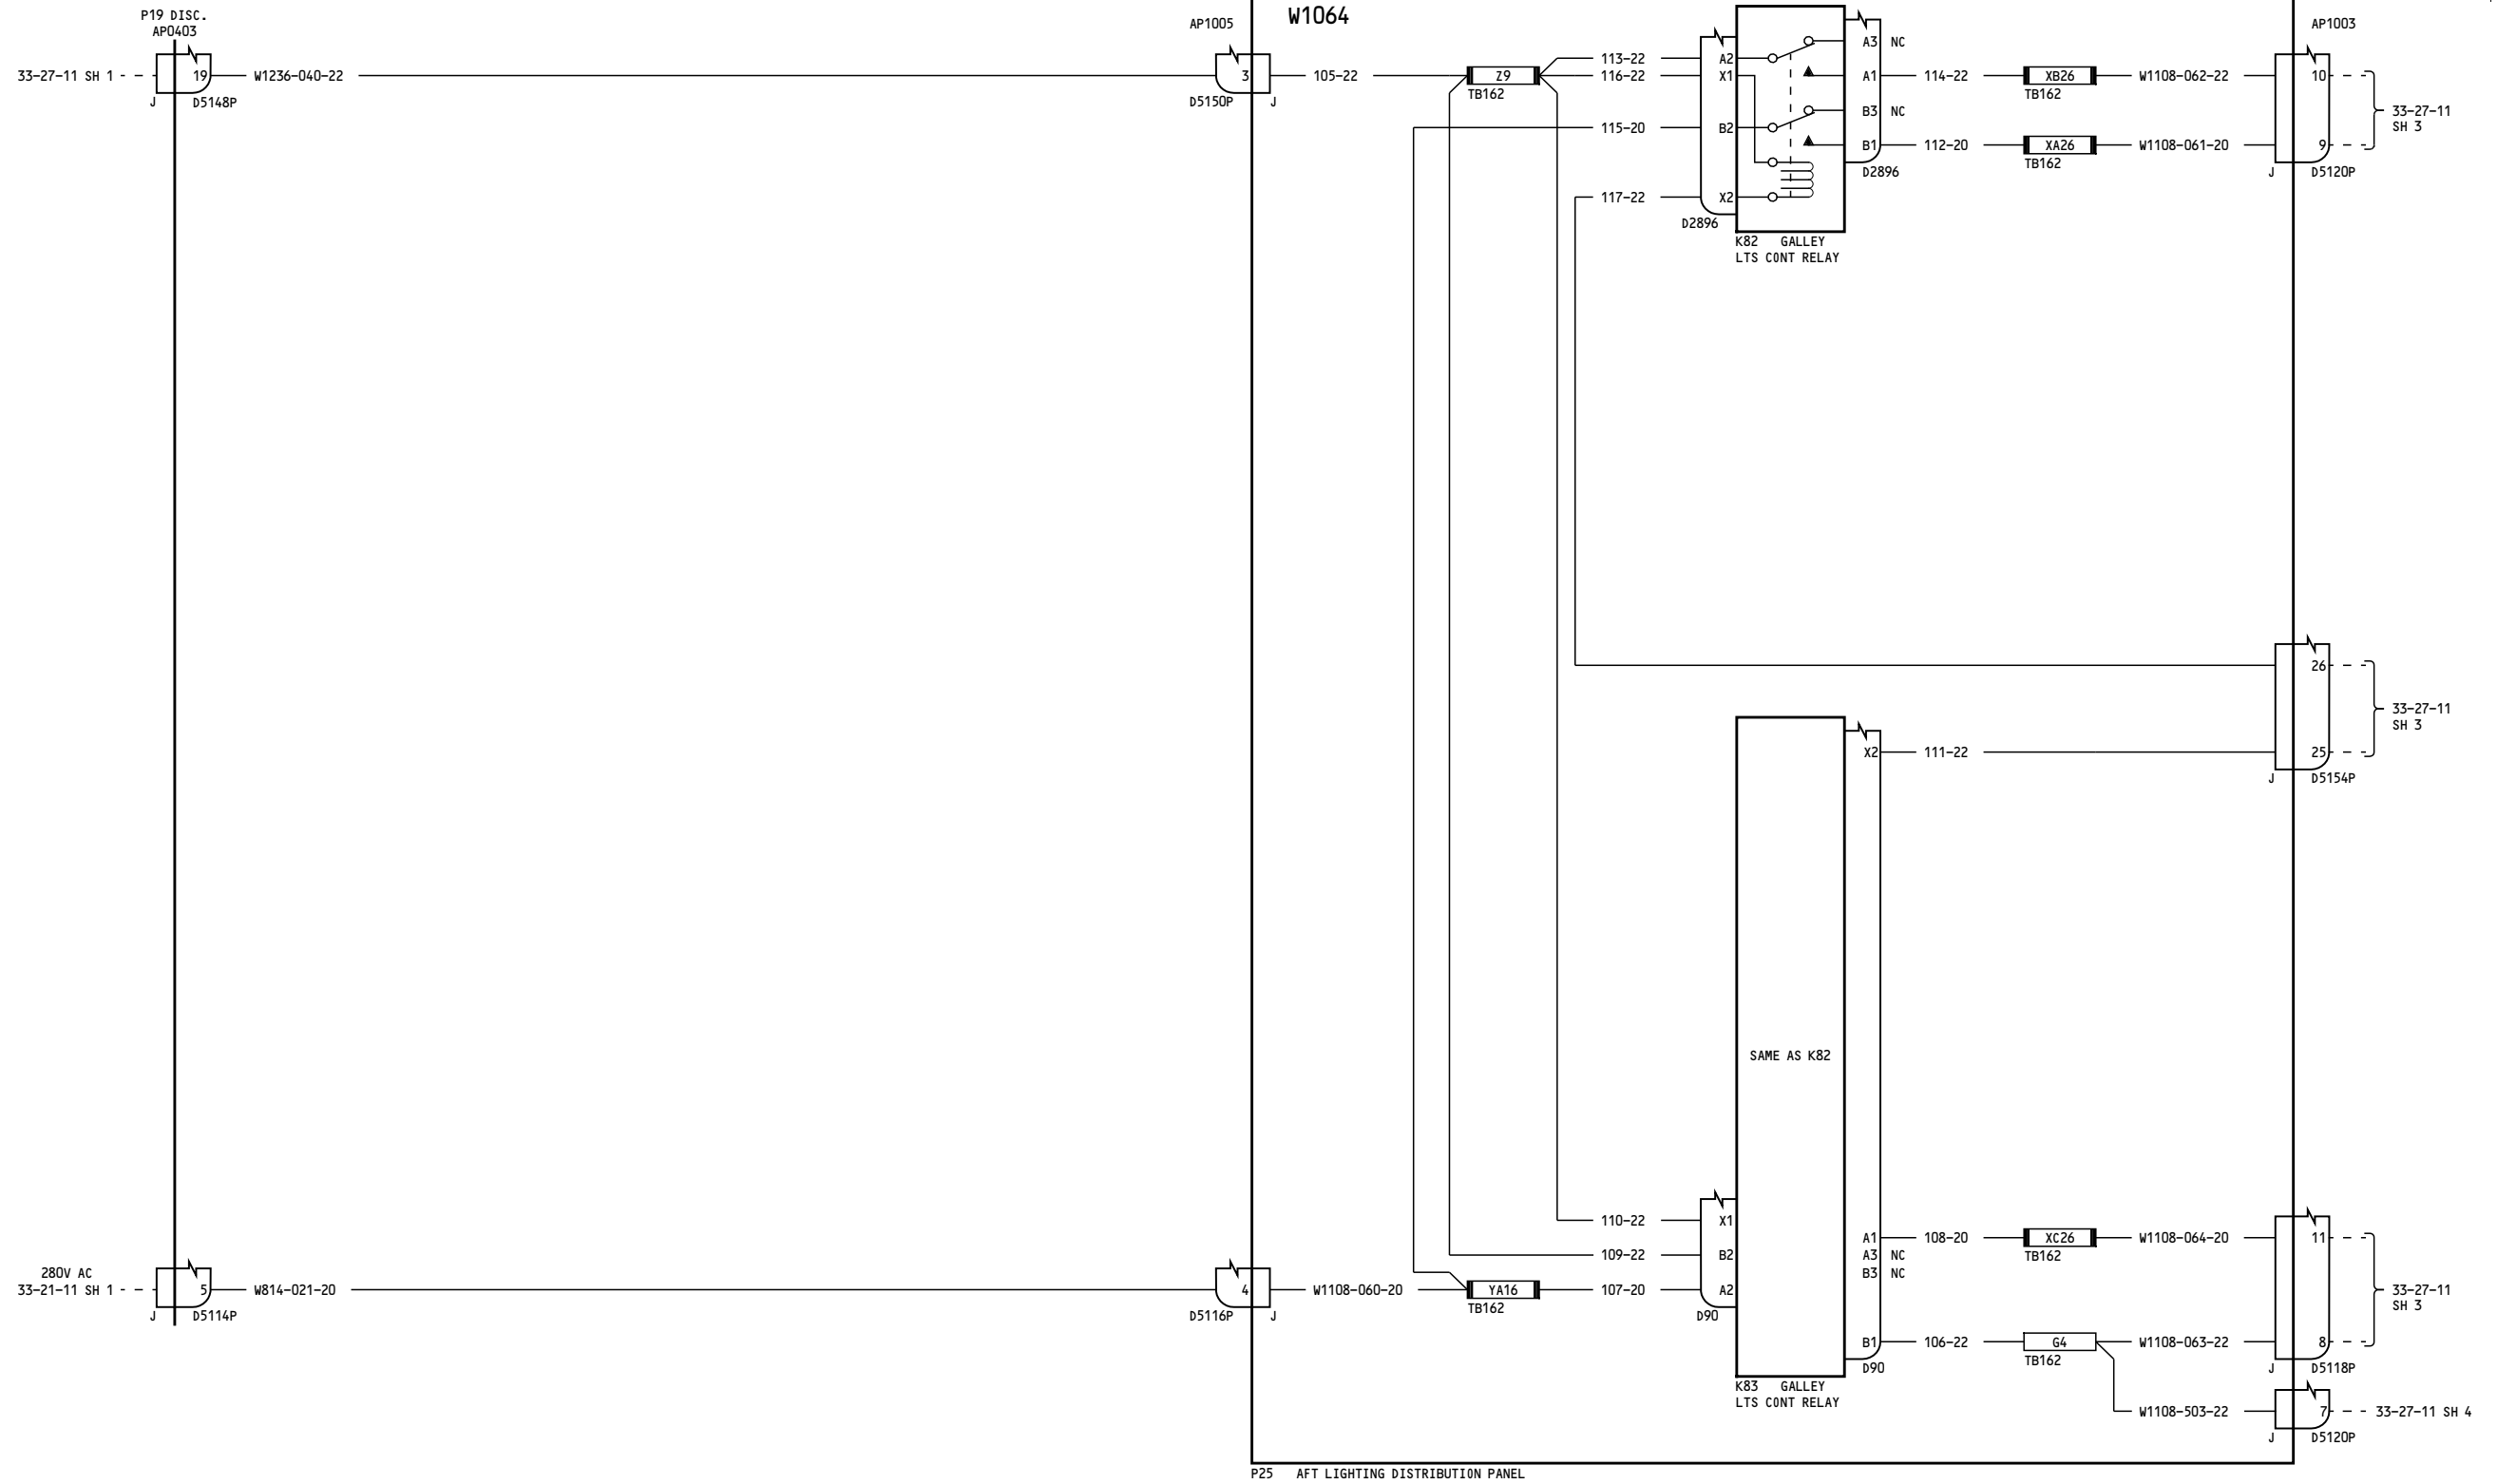 P19 DISC.
AP0403
AP1005
W1064
AP1003
33-27-11 SH 1
19
W1236-040-22
J
D5148P
3
D5150P
J
105-22
Z9
TB162
113-22
116-22
115-20
117-22
A2
X1
B2
X2
D2896
A3 NC
A1
B3 NC
B1
D2896
K82 GALLEY
LTS CONT RELAY
114-22
XB26
TB162
W1108-062-22
112-20
XA26
TB162
W1108-061-20
10
9
J
D5120P
33-27-11
SH 3
26
25
J
D5154P
33-27-11
SH 3
X2
111-22
SAME AS K82
110-22
109-22
107-20
X1
B2
A2
D90
A1
A3 NC
B3 NC
B1
D90
108-20
XC26
TB162
W1108-064-20
106-22
G4
TB162
W1108-063-22
11
8
J
D5118P
33-27-11
SH 3
280V AC
33-21-11 SH 1
5
W814-021-20
J
D5114P
4
D5116P
J
W1108-060-20
YA16
TB162
K83 GALLEY
LTS CONT RELAY
W1108-503-22
7
33-27-11 SH 4
J
D5120P
P25 AFT LIGHTING DISTRIBUTION PANEL